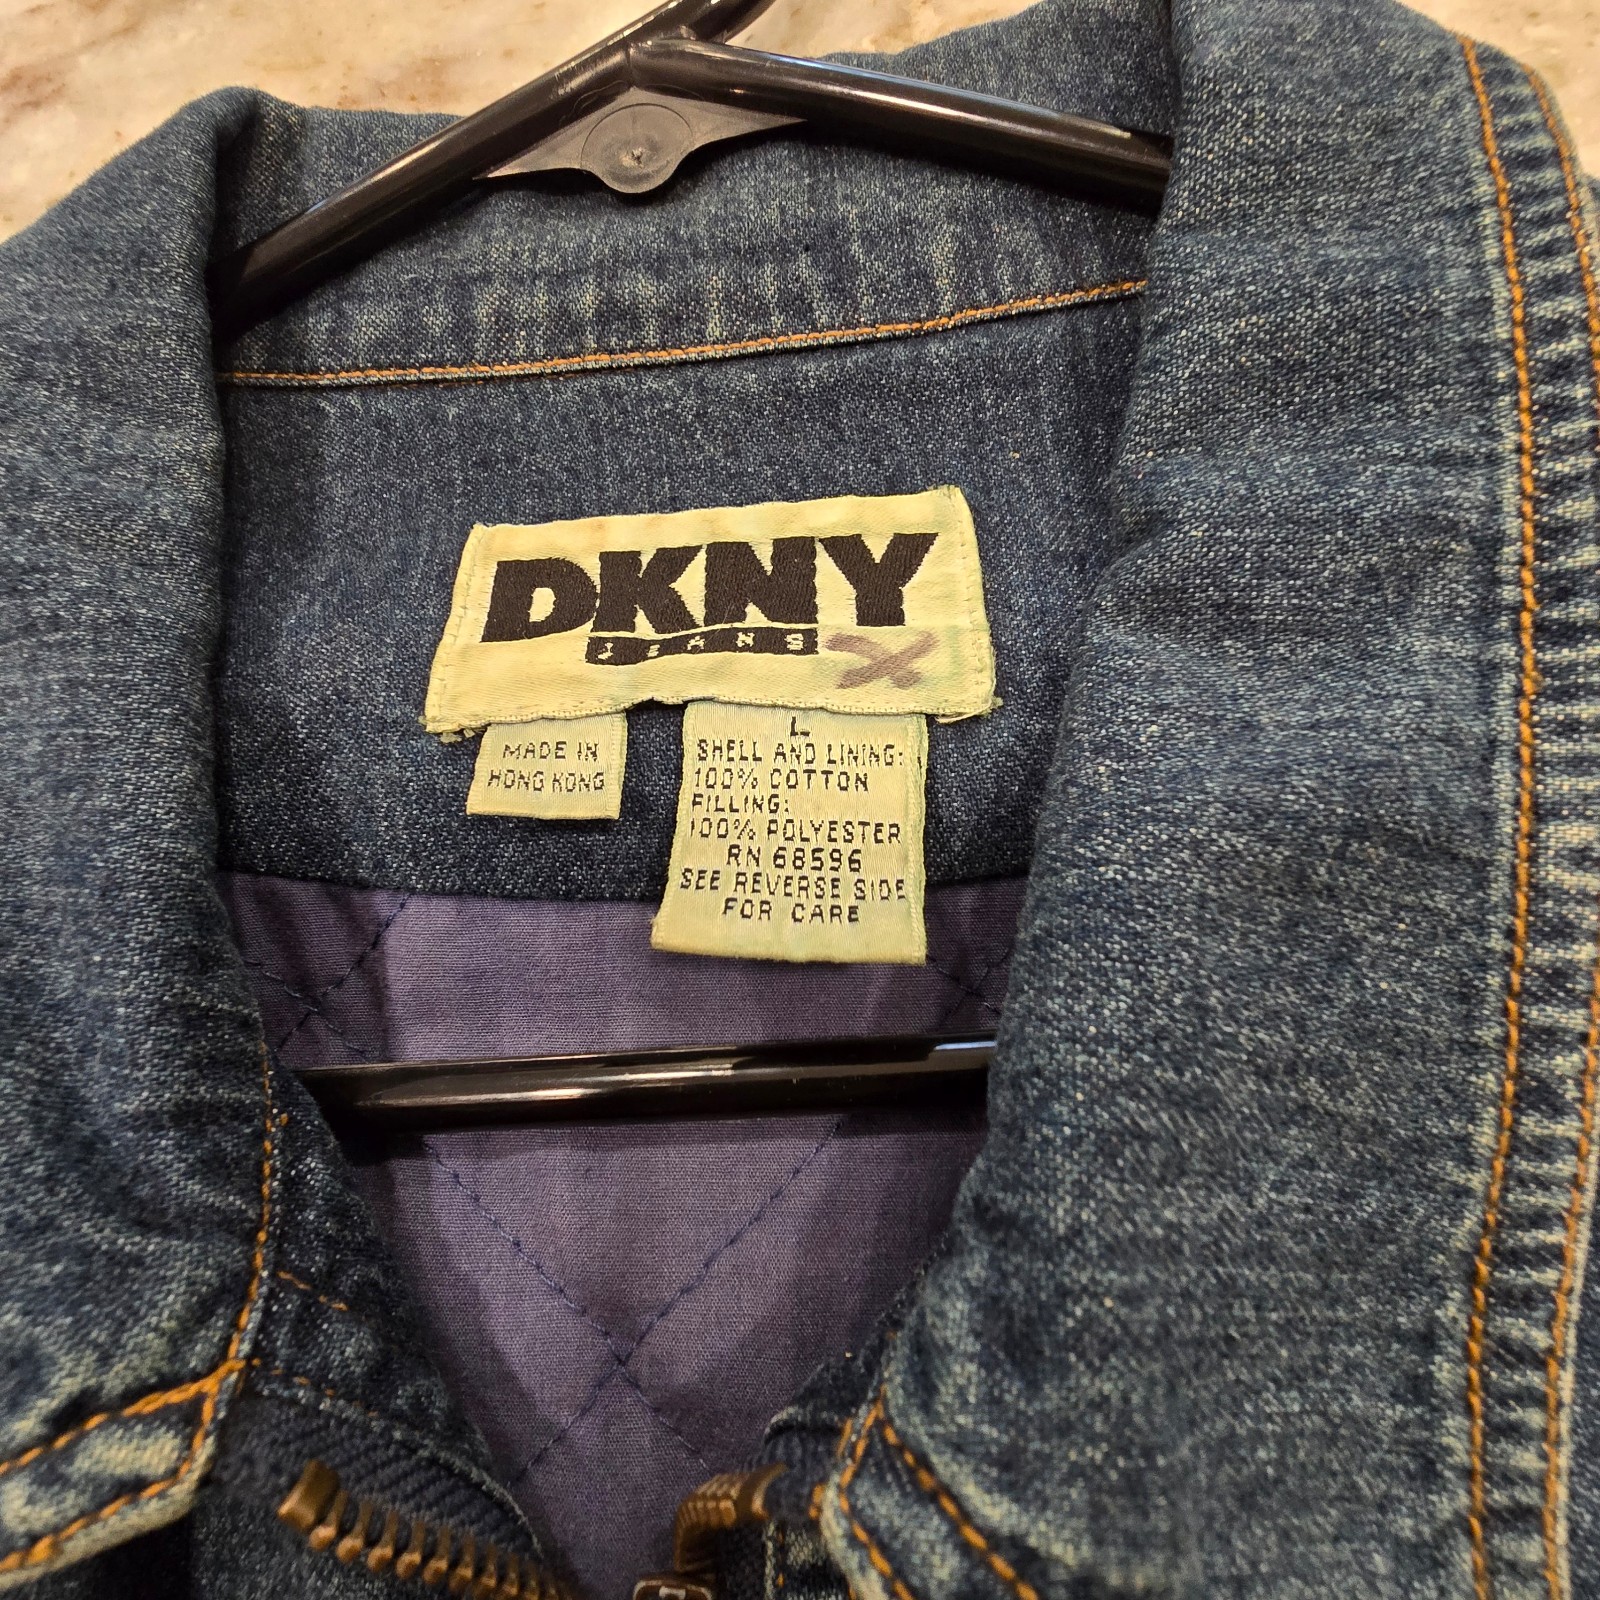 DKNY
JEANS
MADE IN
HONG KONG
L
SHELL AND LINING:
100% COTTON
FILLING:
100% POLYESTER
RN 68596
SEE REVERSE SIDE
FOR CARE